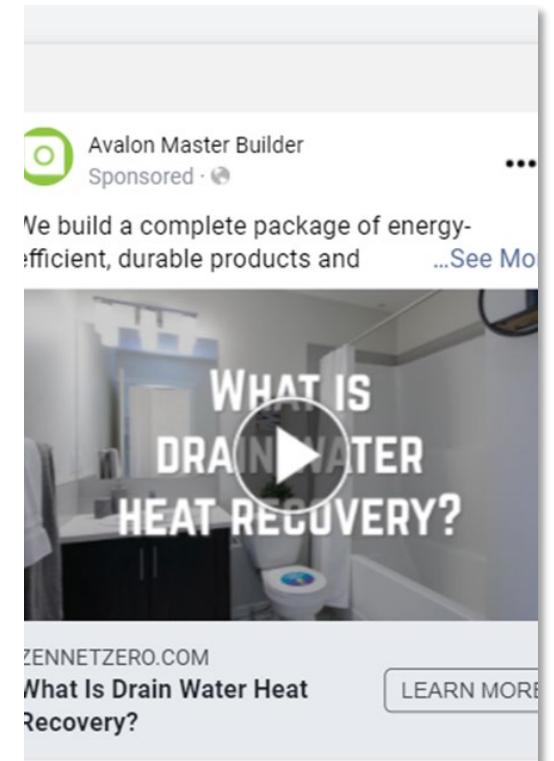 Avalon Master Builder
Sponsored ·
We build a complete package of energy-
efficient, durable products and ...See Mo
WHAT IS
DRAIN WATER
HEAT RECOVERY?
ZENNETZERO.COM
What Is Drain Water Heat
Recovery?
LEARN MORE